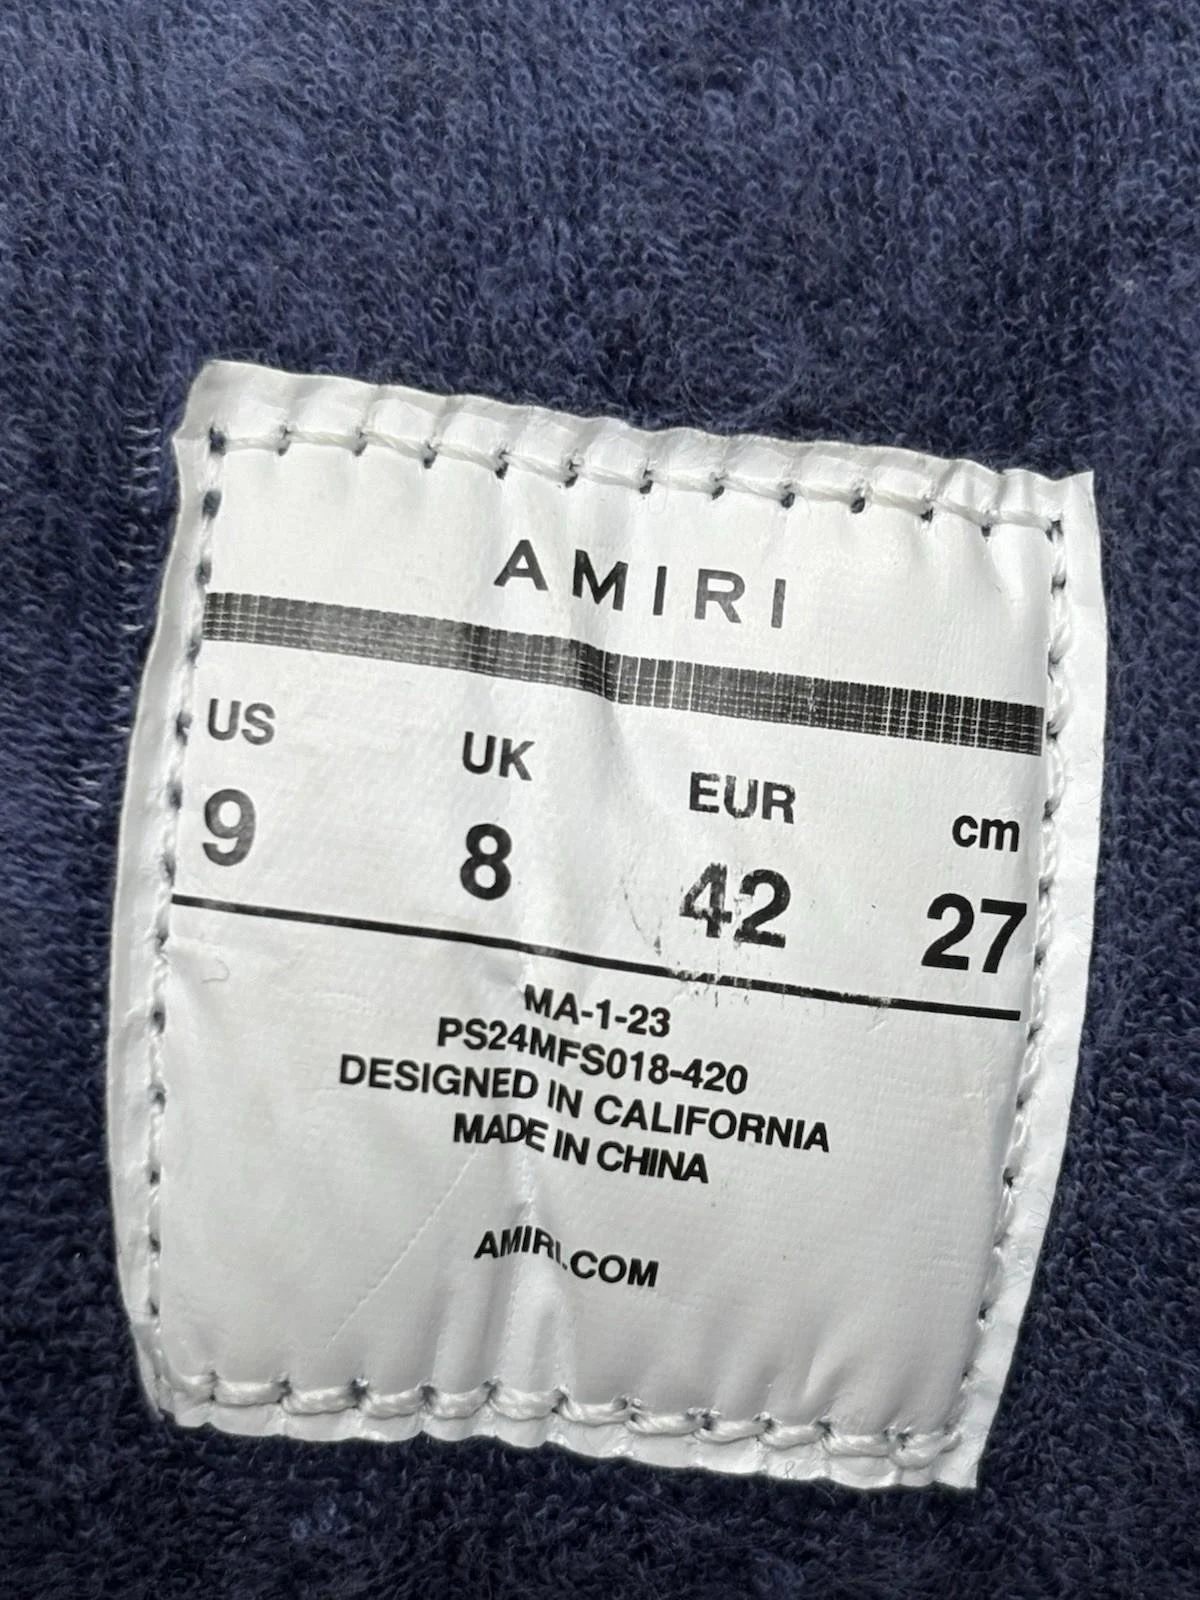 AMIRI
US UK EUR cm
9 8 42 27
MA-1-23
PS24MFS018-420
DESIGNED IN CALIFORNIA
MADE IN CHINA
AMIRI.COM